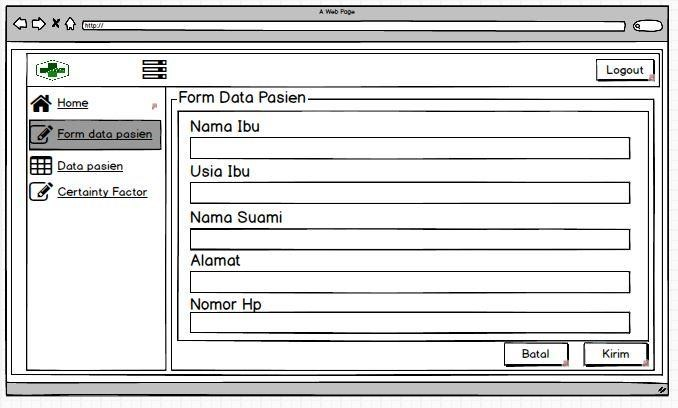 A Web Page
http://
Logout
Home
Form data pasien
Data pasien
Certainty Factor
Form Data Pasien
Nama Ibu
Usia Ibu
Nama Suami
Alamat
Nomor Hp
Batal
Kirim